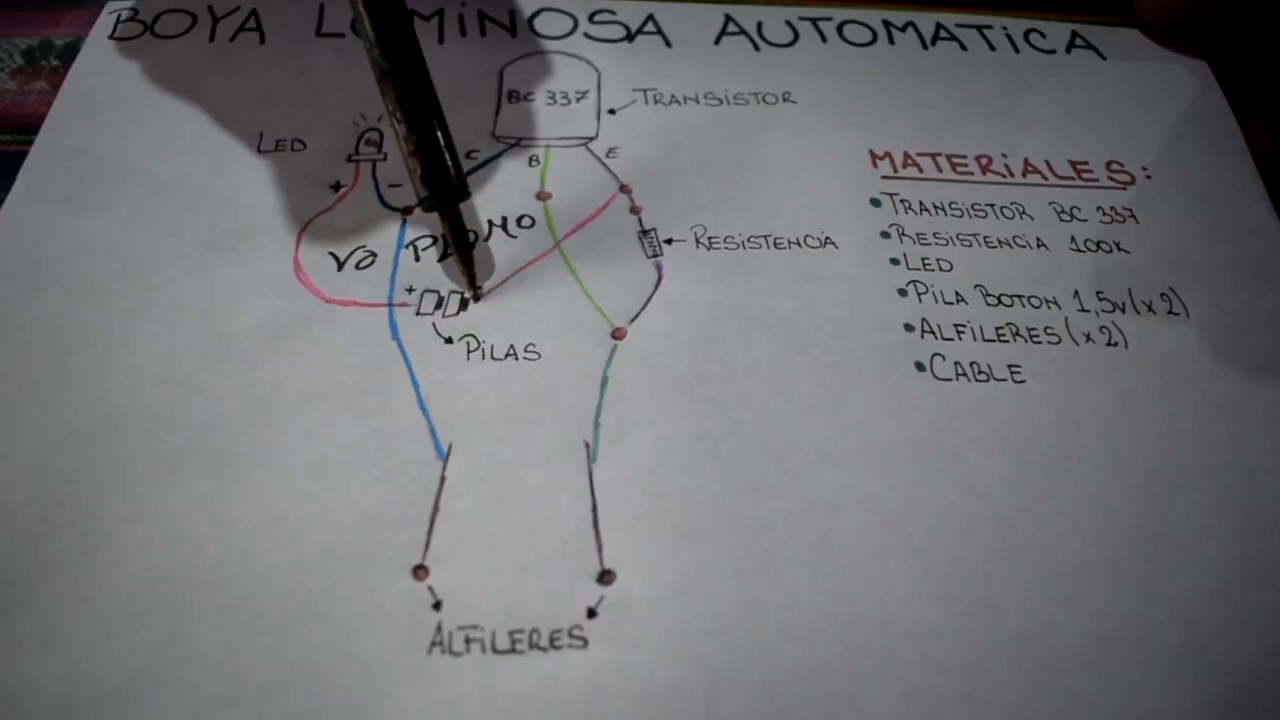 BOYA LUMINOSA AUTOMATICA
BC 337
TRANSISTOR
LED
C
B
E
+
-
Vo
RESISTENCIA
+
PILAS
ALFILERES
MATERIALES:
•TRANSISTOR BC 337
•RESISTENCIA 100K
•LED
•PILA BOTON 1,5v(x2)
•ALFILERES (x2)
•CABLE